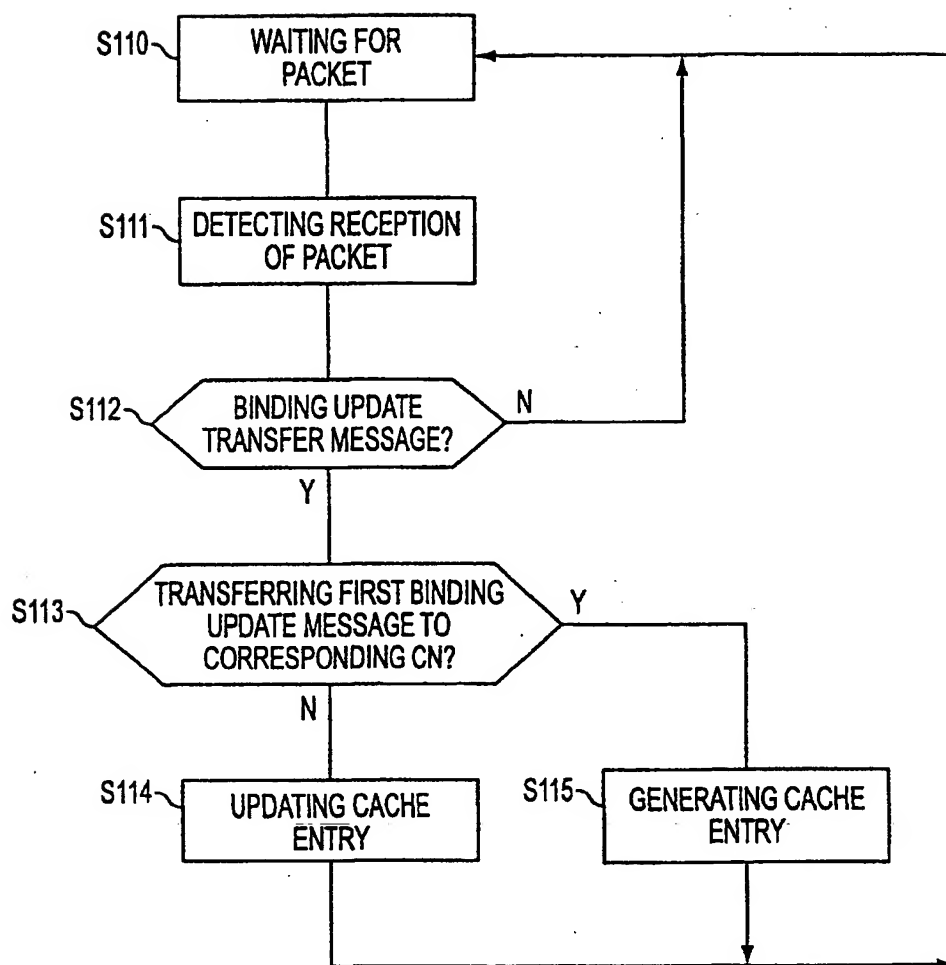 S110
WAITING FOR
PACKET
S111
DETECTING RECEPTION
OF PACKET
S112
BINDING UPDATE
TRANSFER MESSAGE?
N
Y
S113
TRANSFERRING FIRST BINDING
UPDATE MESSAGE TO
CORRESPONDING CN?
Y
N
S114
UPDATING CACHE
ENTRY
S115
GENERATING CACHE
ENTRY